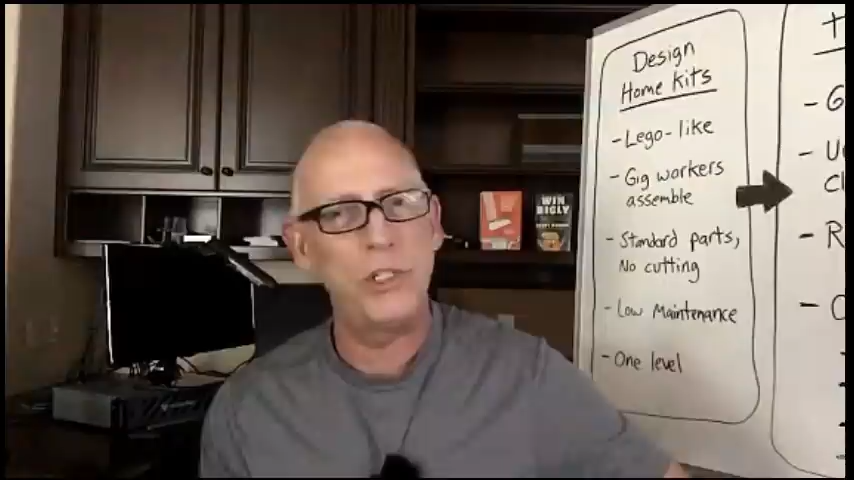 Design
Home Kits
- Lego-like
- Gig workers
assemble
- Standard parts,
No cutting
- Low Maintenance
- One level
WIN
BIGLY